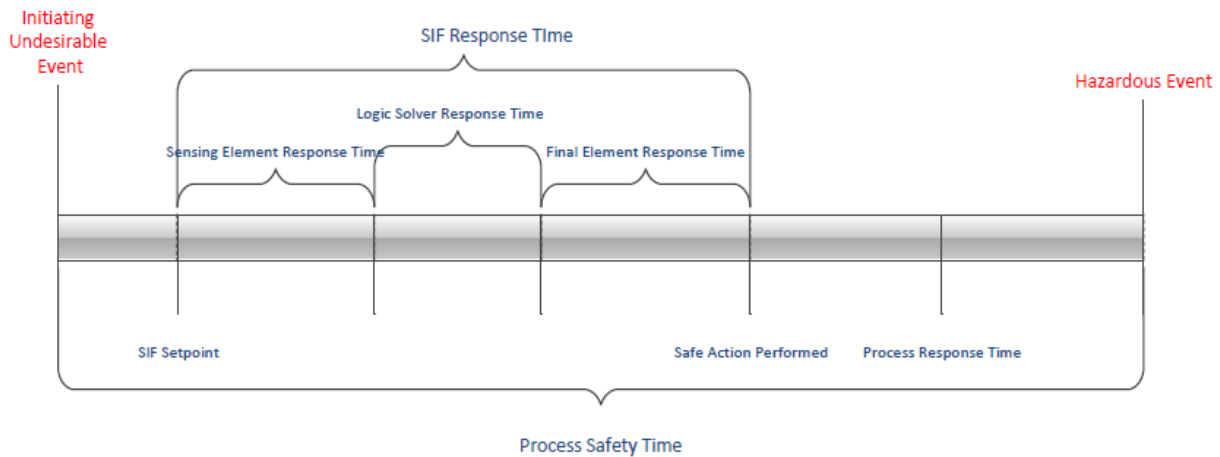 Initiating
Undesirable
Event
SIF Response TIme
Hazardous Event
Logic Solver Response Time
Sensing Element Response Time
Final Element Response Time
SIF Setpoint
Safe Action Performed
Process Response Time
Process Safety Time